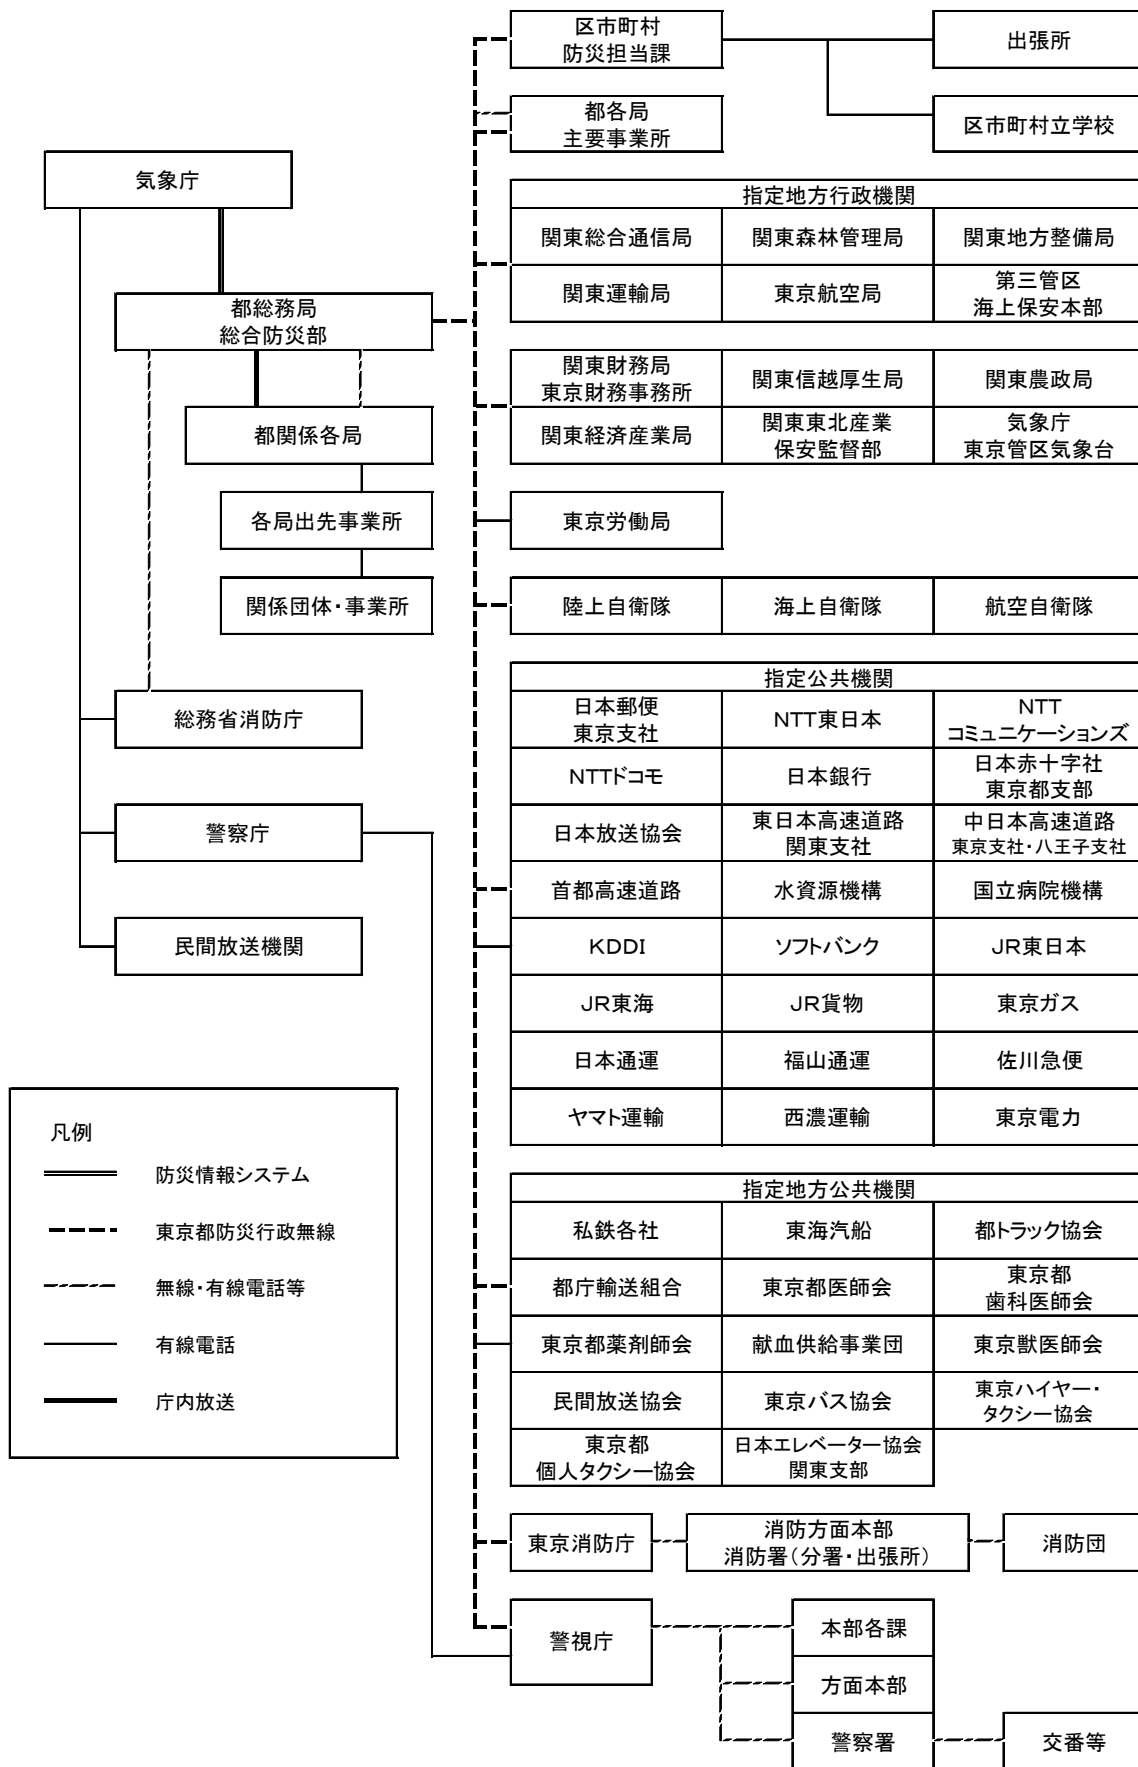 区市町村
防災担当課
出張所
都各局
主要事業所
区市町村立学校
気象庁
都総務局
総合防災部
都関係各局
各局出先事業所
関係団体・事業所
総務省消防庁
警察庁
民間放送機関
指定地方行政機関
関東総合通信局
関東森林管理局
関東地方整備局
関東運輸局
東京航空局
第三管区
海上保安本部
関東財務局
東京財務事務所
関東信越厚生局
関東農政局
関東経済産業局
関東東北産業
保安監督部
気象庁
東京管区気象台
東京労働局
陸上自衛隊
海上自衛隊
航空自衛隊
指定公共機関
日本郵便
東京支社
NTT東日本
NTT
コミュニケーションズ
NTTドコモ
日本銀行
日本赤十字社
東京都支部
日本放送協会
東日本高速道路
関東支社
中日本高速道路
東京支社・八王子支社
首都高速道路
水資源機構
国立病院機構
KDDI
ソフトバンク
JR東日本
JR東海
JR貨物
東京ガス
日本通運
福山通運
佐川急便
ヤマト運輸
西濃運輸
東京電力
指定地方公共機関
私鉄各社
東海汽船
都トラック協会
都庁輸送組合
東京都医師会
東京都
歯科医師会
東京都薬剤師会
献血供給事業団
東京獣医師会
民間放送協会
東京バス協会
東京ハイヤー・
タクシー協会
東京都
個人タクシー協会
日本エレベーター協会
関東支部
東京消防庁
消防方面本部
消防署(分署・出張所)
消防団
警視庁
本部各課
方面本部
警察署
交番等
凡例
防災情報システム
東京都防災行政無線
無線・有線電話等
有線電話
庁内放送